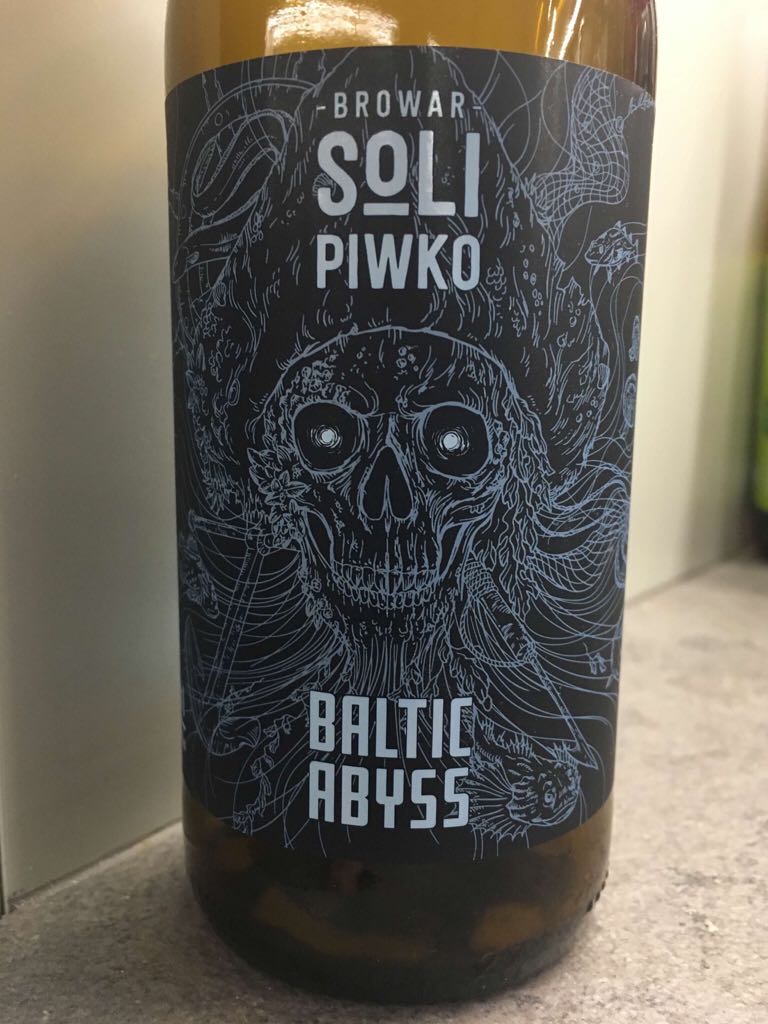 -BROWAR-
SOLI
PIWKO
BALTIC
ABYSS